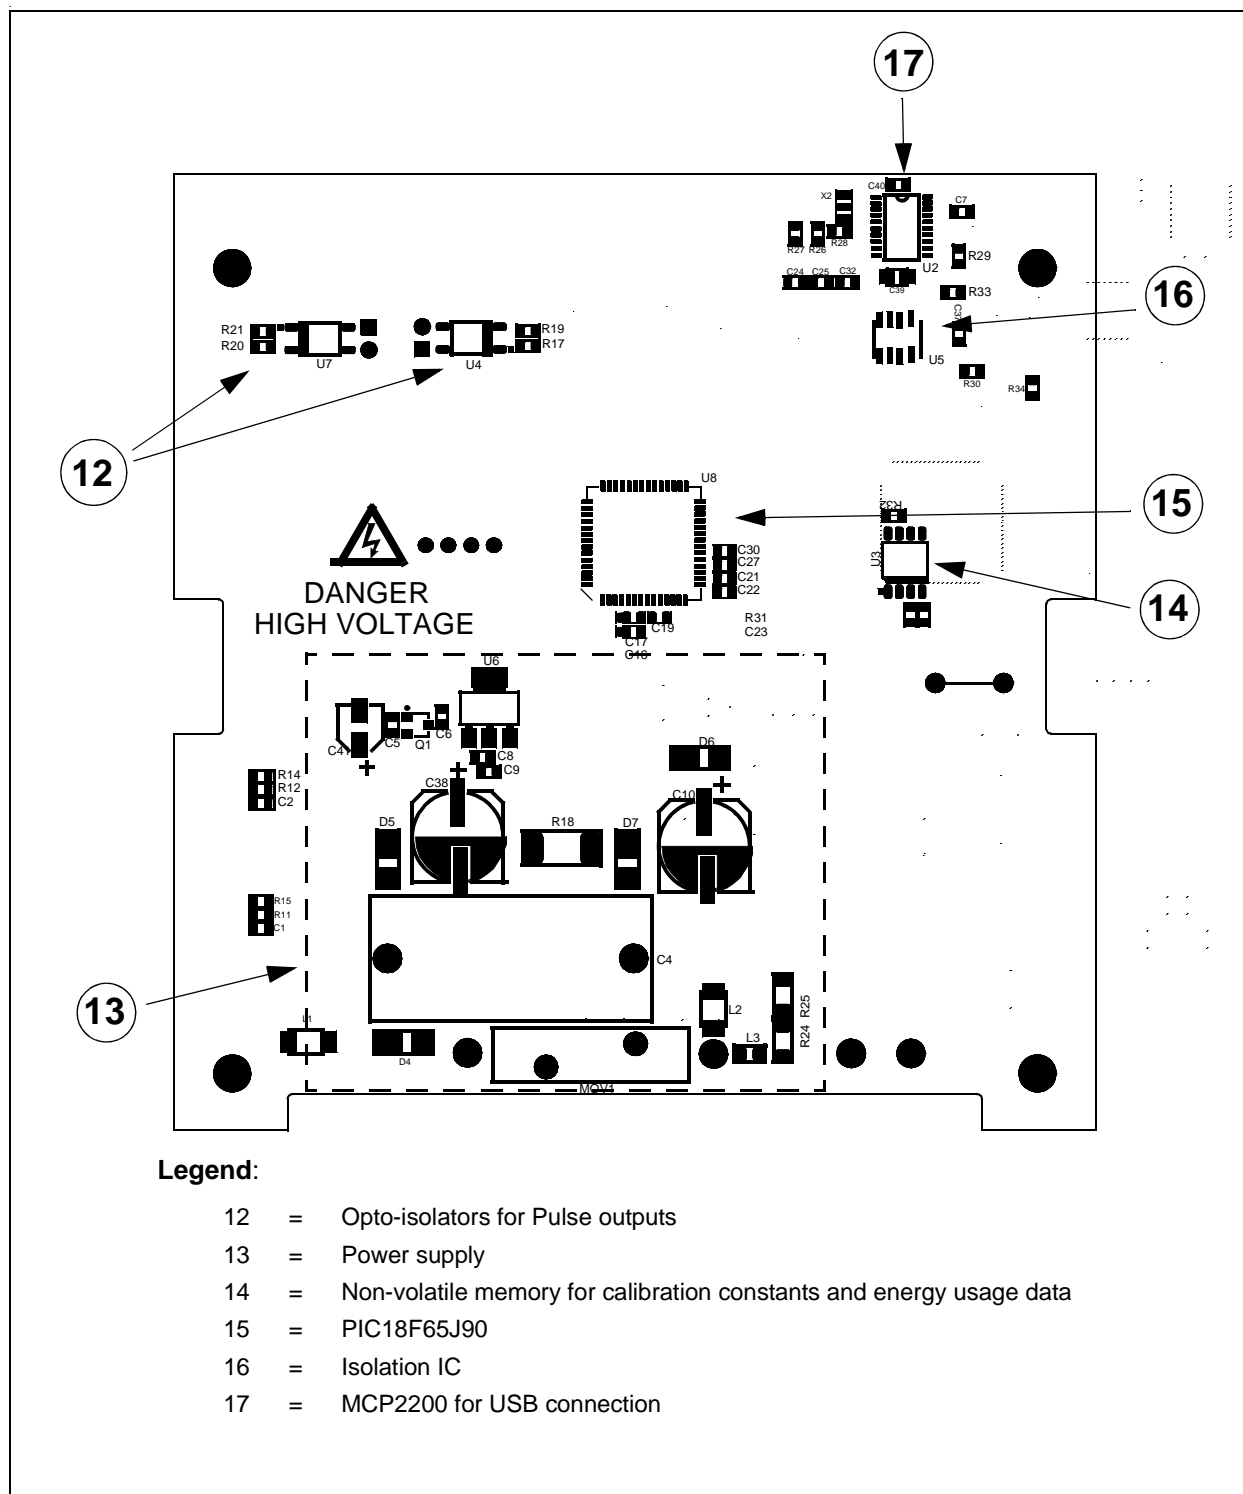 17
C40
X2
C7
R27
R26
R28
U2
R29
C24
C25
C32
C39
R33
16
C37
R21
R20
U7
U4
R19
R17
U5
R30
R34
12
U8
15
R32
U3
C30
C27
C21
C22
DANGER
HIGH VOLTAGE
14
R31
C23
C19
C17
U6
C41
C5
Q1
C6
C8
C9
D6
R14
R12
C2
C38
C10
D5
R18
D7
R15
R11
C1
C4
13
L1
D4
MOV1
L2
L3
R25
R24
Legend:
12 = Opto-isolators for Pulse outputs
13 = Power supply
14 = Non-volatile memory for calibration constants and energy usage data
15 = PIC18F65J90
16 = Isolation IC
17 = MCP2200 for USB connection